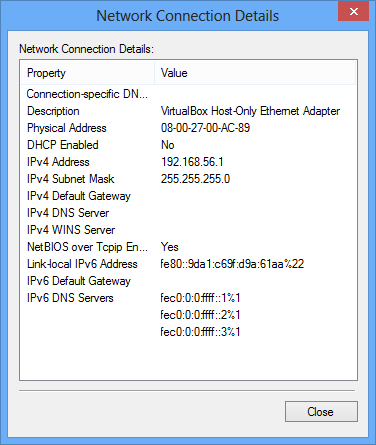 Network Connection Details
Network Connection Details:
Property Value
Connection-specific DN...
Description VirtualBox Host-Only Ethernet Adapter
Physical Address 08-00-27-00-AC-89
DHCP Enabled No
IPv4 Address 192.168.56.1
IPv4 Subnet Mask 255.255.255.0
IPv4 Default Gateway
IPv4 DNS Server
IPv4 WINS Server
NetBIOS over Tcpip En... Yes
Link-local IPv6 Address fe80::9da1:c69f:d9a:61aa%22
IPv6 Default Gateway
IPv6 DNS Servers fec0:0:0:ffff::1%1
fec0:0:0:ffff::2%1
fec0:0:0:ffff::3%1
Close